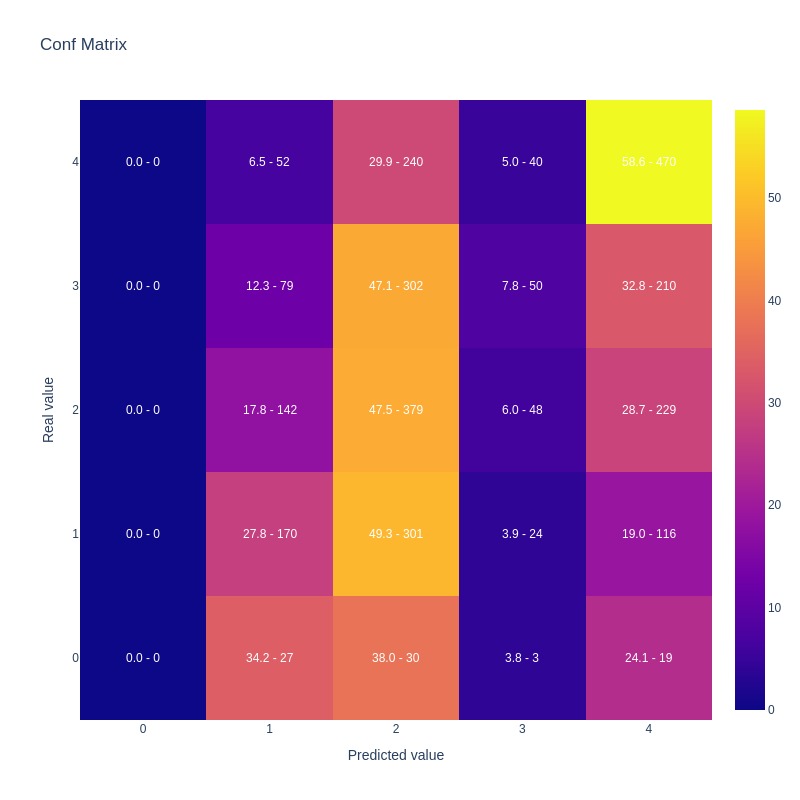 Conf Matrix
4 0.0 - 0 6.5 - 52 29.9 - 240 5.0 - 40 58.6 - 470
3 0.0 - 0 12.3 - 79 47.1 - 302 7.8 - 50 32.8 - 210
2 0.0 - 0 17.8 - 142 47.5 - 379 6.0 - 48 28.7 - 229
1 0.0 - 0 27.8 - 170 49.3 - 301 3.9 - 24 19.0 - 116
0 0.0 - 0 34.2 - 27 38.0 - 30 3.8 - 3 24.1 - 19
0 1 2 3 4
Predicted value
Real value
50
40
30
20
10
0